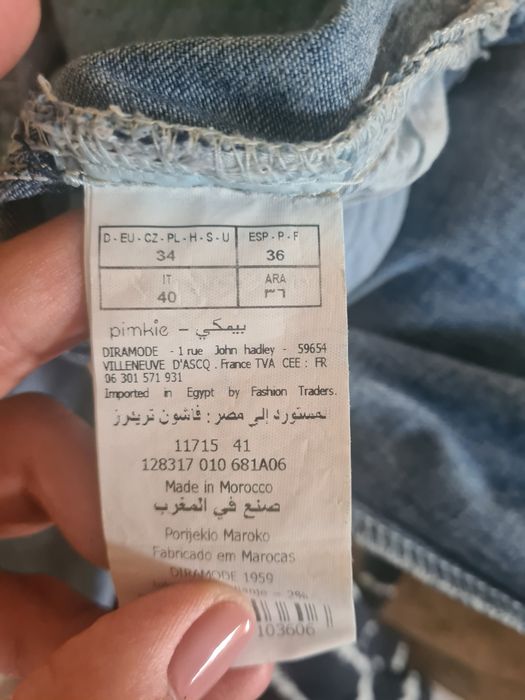 D - EU - CZ - PL - H - S - U ESP - P - F
34 36
IT ARA
40 ٣٦
pimkie - بيمكي
DIRAMODE - 1 rue John hadley - 59654
VILLENEUVE D'ASCQ . France TVA CEE : FR
06 301 571 931
Imported in Egypt by Fashion Traders.
مستورد إلي مصر : فاشون تريدرز
11715 41
128317 010 681A06
Made in Morocco
صنع في المغرب
Porijeklo Maroko
Fabricado em Marocas
DIRAMODE 1959
= 2%
103606